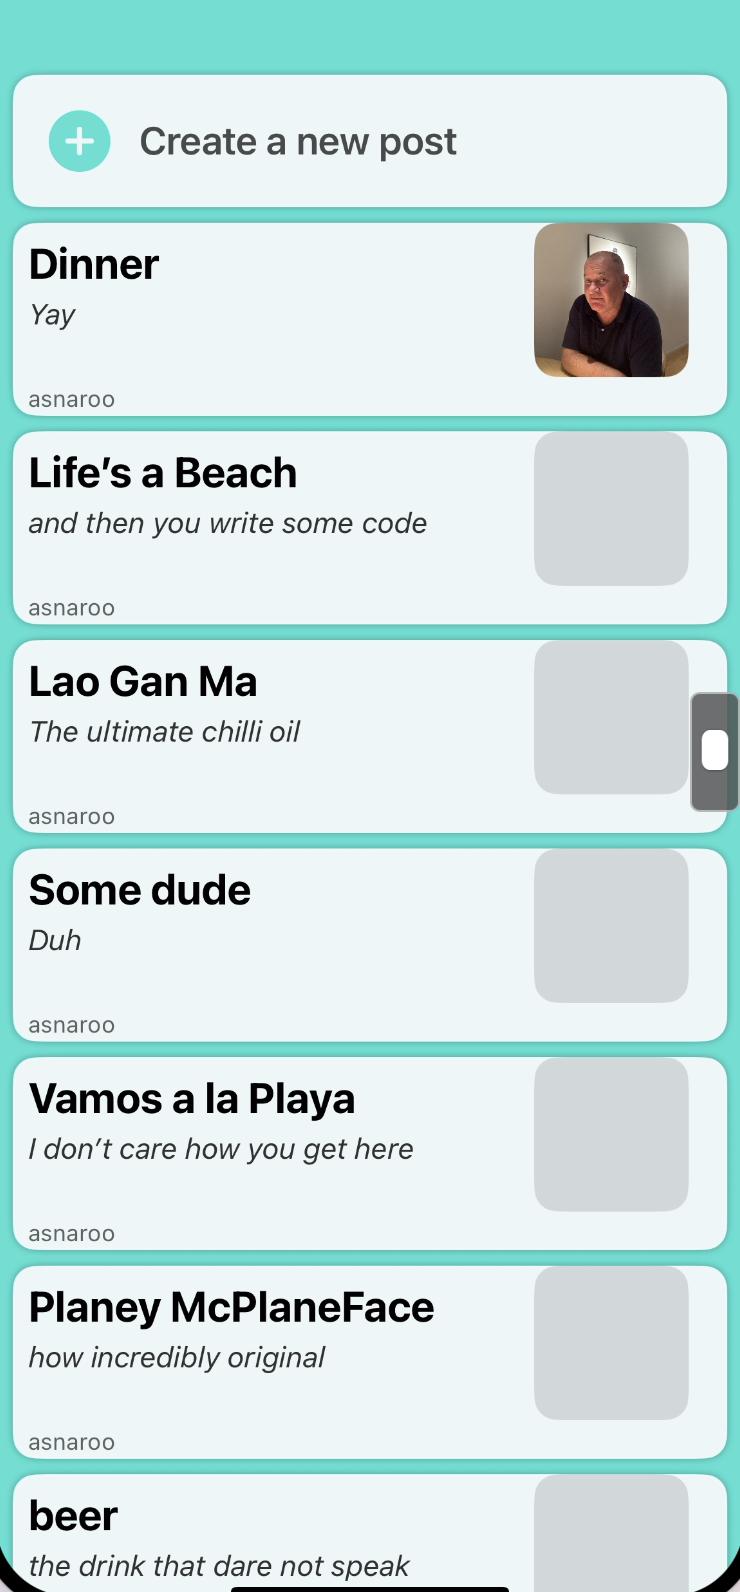 Create a new post
Dinner
Yay
asnaroo
Life’s a Beach
and then you write some code
asnaroo
Lao Gan Ma
The ultimate chilli oil
asnaroo
Some dude
Duh
asnaroo
Vamos a la Playa
I don’t care how you get here
asnaroo
Planey McPlaneFace
how incredibly original
asnaroo
beer
the drink that dare not speak